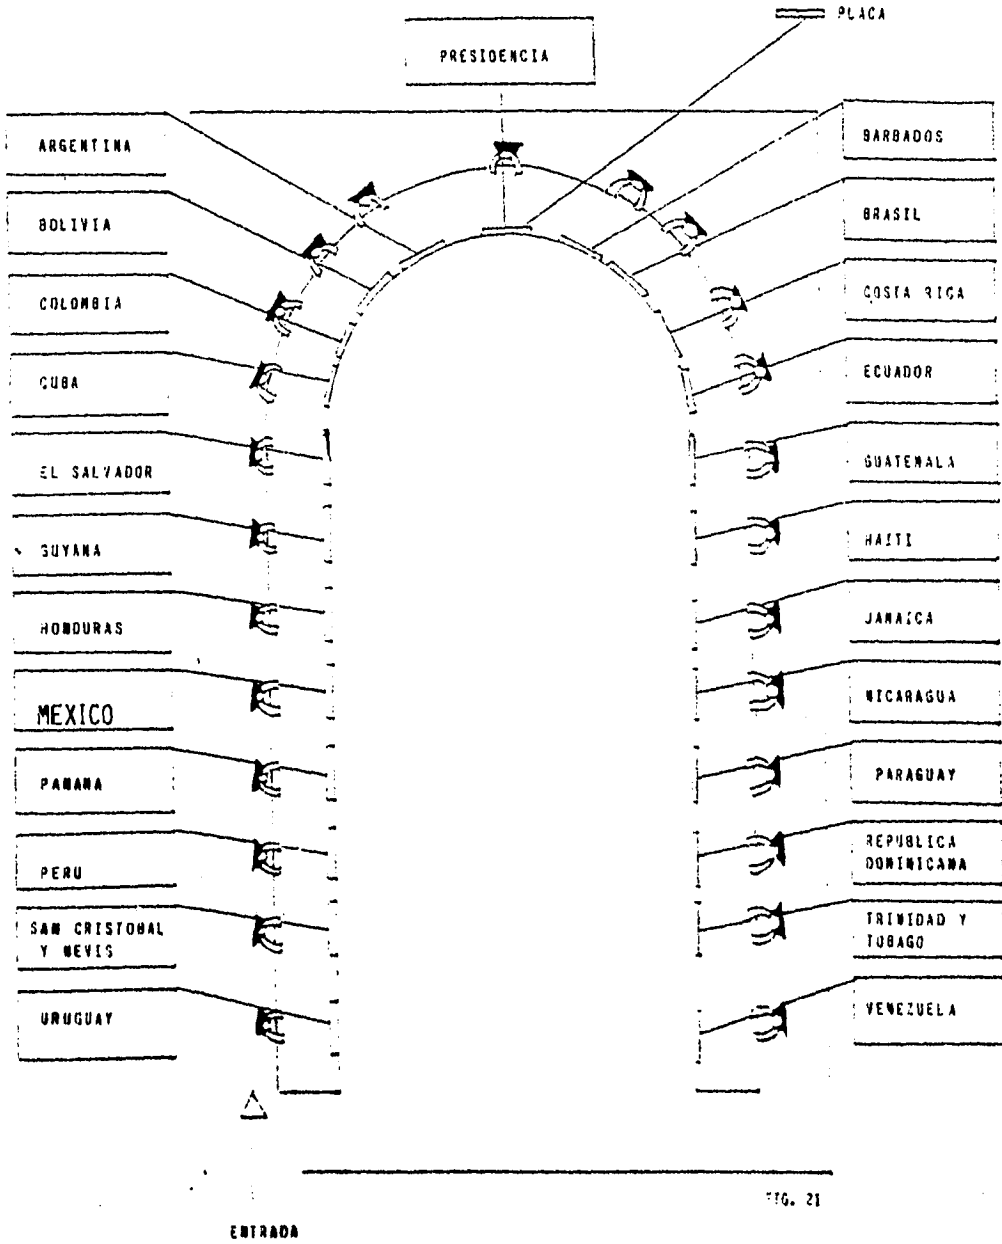 PLACA
PRESIDENCIA
ARGENTINA
BOLIVIA
COLOMBIA
CUBA
EL SALVADOR
GUYANA
HONDURAS
MEXICO
PANAMA
PERU
SAN CRISTOBAL
Y NEVIS
URUGUAY
BARBADOS
BRASIL
COSTA RICA
ECUADOR
GUATEMALA
HAITI
JAMAICA
NICARAGUA
PARAGUAY
REPUBLICA
DOMINICANA
TRINIDAD Y
TOBAGO
VENEZUELA
FIG. 21
ENTRADA